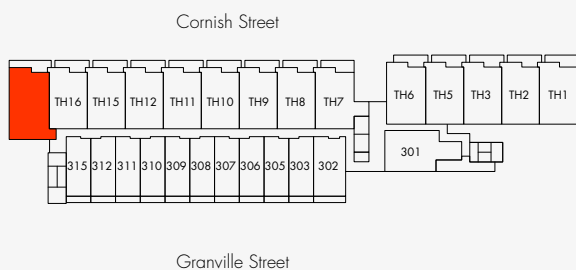 Cornish Street
TH16 TH15 TH12 TH11 TH10 TH9 TH8 TH7 TH6 TH5 TH3 TH2 TH1
315 312 311 310 309 308 307 306 305 303 302 301
Granville Street